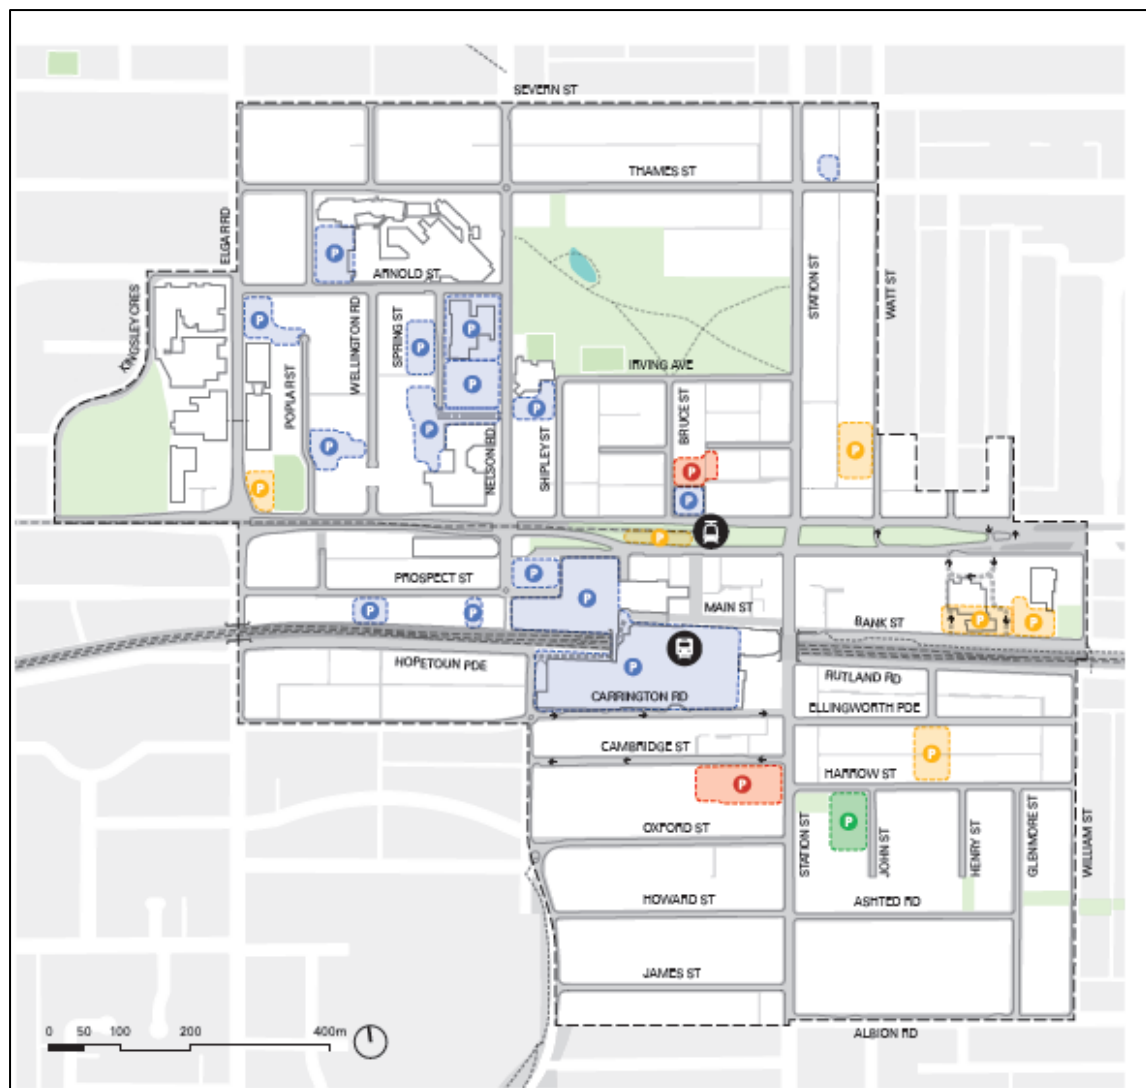 SEVERN ST
THAMES ST
P
ELGAR RD
P
ARNOLD ST
STATION ST
WATT ST
KINGSLEY CRES
P
WELLINGTON RD
SPRING ST
P
P
IRVING AVE
P
POPLAR ST
P
BRUCE ST
P
P
NELSON RD
SHIPLEY ST
P
P
P
P
P
PROSPECT ST
P
P
P
P
MAIN ST
BANK ST
P
P
HOPETOUN PDE
P
CARRINGTON RD
RUTLAND RD
ELLINGWORTH PDE
CAMBRIDGE ST
P
HARROW ST
P
OXFORD ST
STATION ST
P
JOHN ST
HENRY ST
GLENMORE ST
WILLIAM ST
HOWARD ST
ASHTED RD
JAMES ST
ALBION RD
0 50 100 200 400m